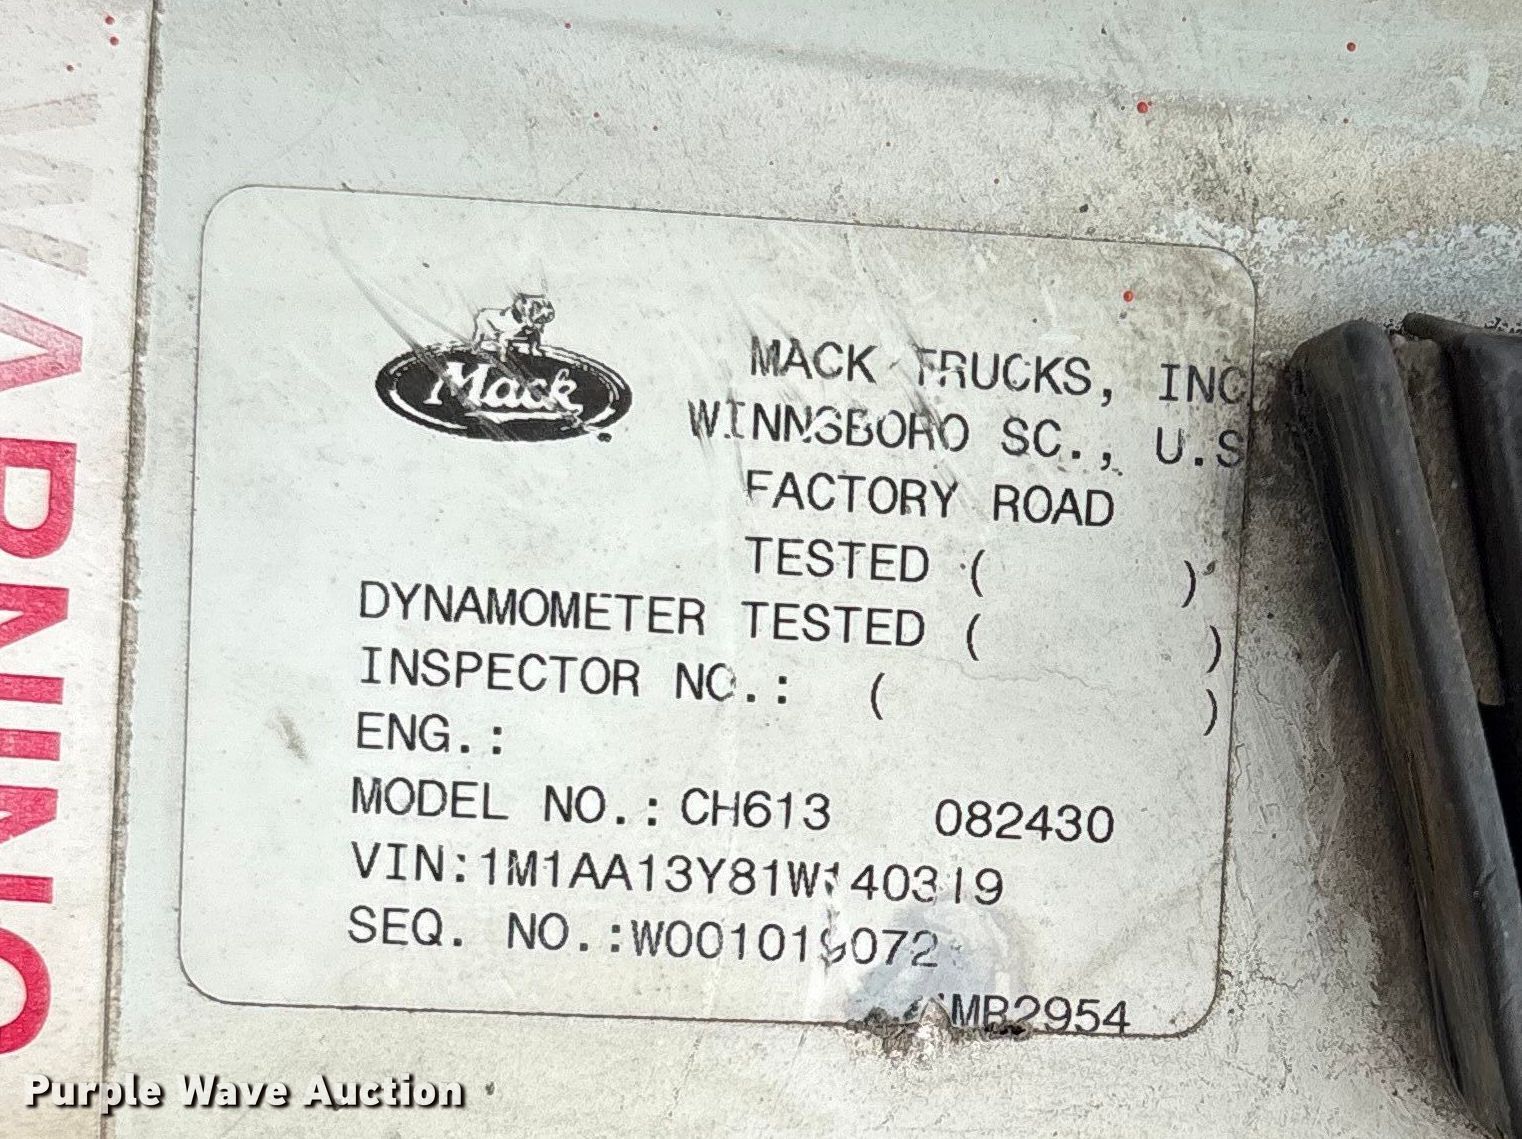 WARNING
Mack
MACK TRUCKS, INC
WINNSBORO SC., U.S
FACTORY ROAD
TESTED ( )
DYNAMOMETER TESTED ( )
INSPECTOR NO.: ( )
ENG.:
MODEL NO.: CH613 082430
VIN:1M1AA13Y81W140319
SEQ. NO.:W001019072
MB2954
Purple Wave Auction